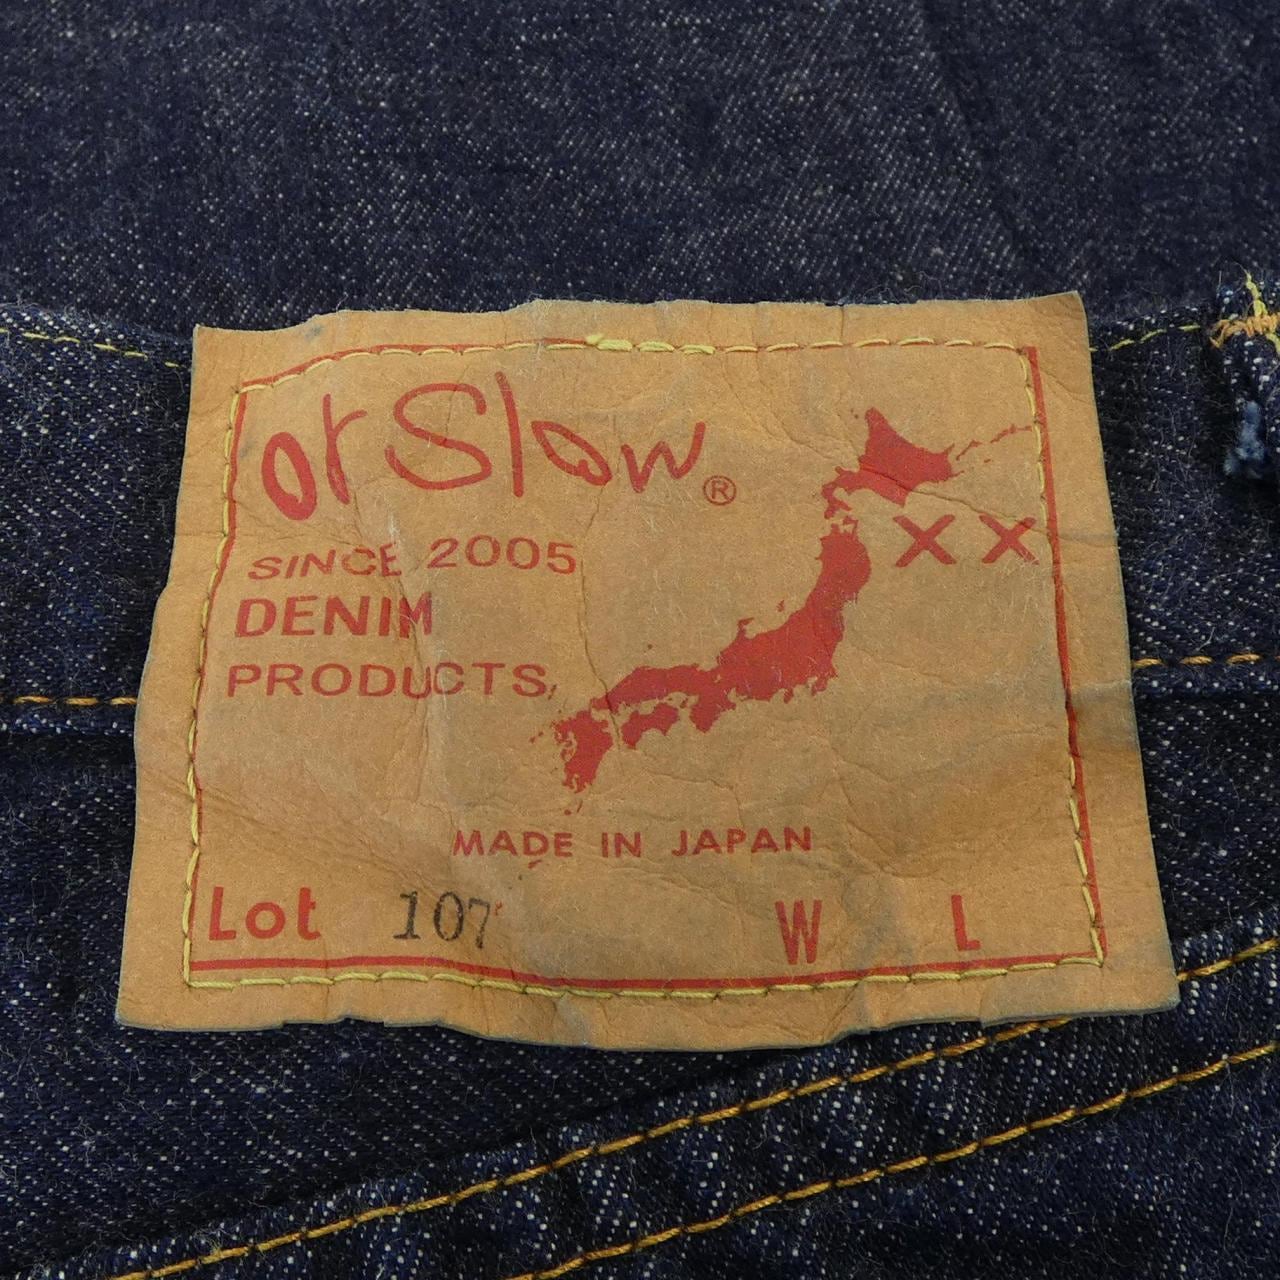 orSlow®
SINCE 2005
DENIM
PRODUCTS,
XX
MADE IN JAPAN
Lot 107 W L